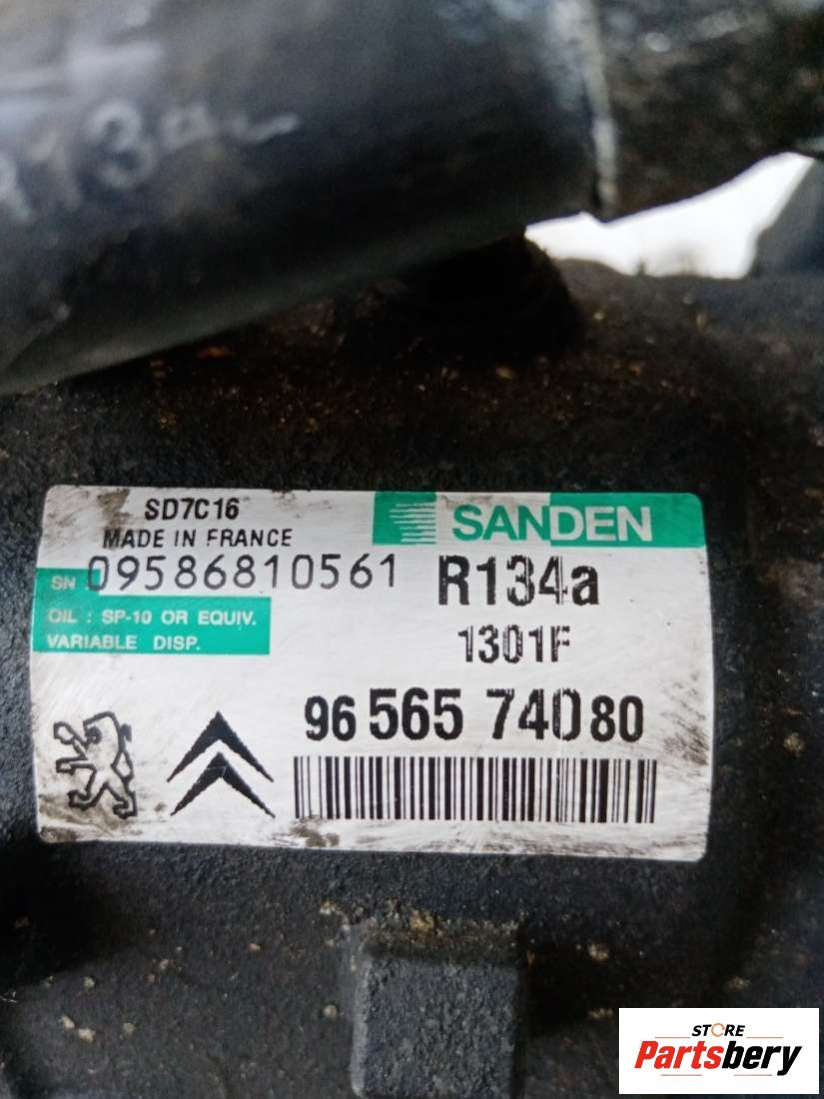 R134a
SD7C16
MADE IN FRANCE
SANDEN
SN 09586810561
R134a
OIL : SP-10 OR EQUIV.
VARIABLE DISP.
1301F
96 565 740 80
STORE
Partsbery